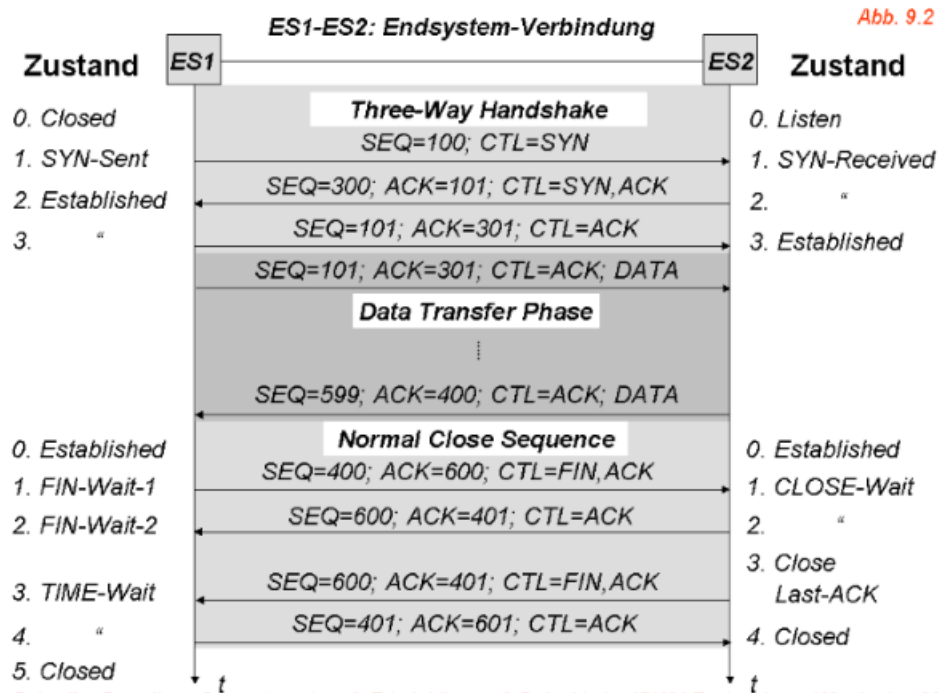 Abb. 9.2
ES1-ES2: Endsystem-Verbindung
Zustand
ES1
ES2
Zustand
Three-Way Handshake
0. Closed
0. Listen
SEQ=100; CTL=SYN
1. SYN-Sent
1. SYN-Received
SEQ=300; ACK=101; CTL=SYN,ACK
2. Established
2. “
SEQ=101; ACK=301; CTL=ACK
3. “
3. Established
SEQ=101; ACK=301; CTL=ACK; DATA
Data Transfer Phase
SEQ=599; ACK=400; CTL=ACK; DATA
Normal Close Sequence
0. Established
0. Established
SEQ=400; ACK=600; CTL=FIN,ACK
1. FIN-Wait-1
1. CLOSE-Wait
SEQ=600; ACK=401; CTL=ACK
2. FIN-Wait-2
2. “
3. Close
SEQ=600; ACK=401; CTL=FIN,ACK
3. TIME-Wait
Last-ACK
SEQ=401; ACK=601; CTL=ACK
4. “
4. Closed
5. Closed
t
t